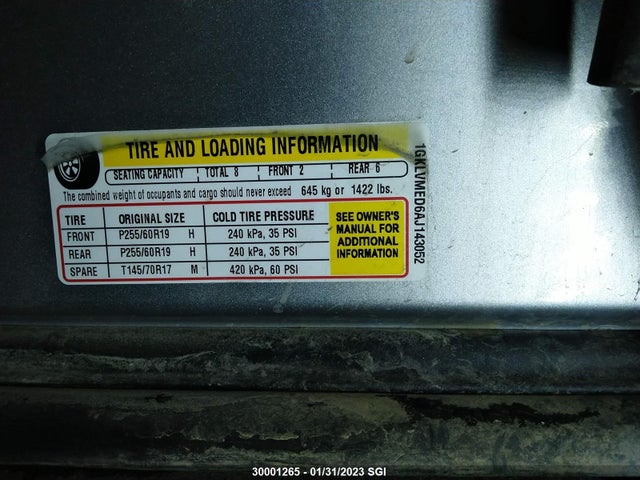 TIRE AND LOADING INFORMATION
SEATING CAPACITY TOTAL 8 FRONT 2 REAR 6
The combined weight of occupants and cargo should never exceed 645 kg or 1422 lbs.
TIRE ORIGINAL SIZE COLD TIRE PRESSURE
FRONT P255/60R19 H 240 kPa, 35 PSI
REAR P255/60R19 H 240 kPa, 35 PSI
SPARE T145/70R17 M 420 kPa, 60 PSI
SEE OWNER'S
MANUAL FOR
ADDITIONAL
INFORMATION
1GKLVMED6AJ143052
30001265 - 01/31/2023 SGI